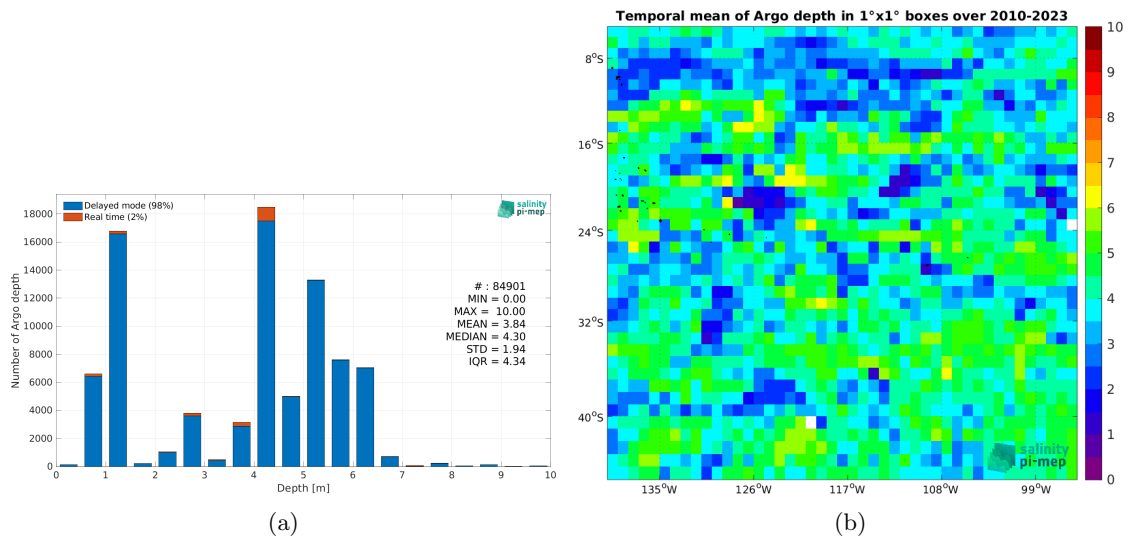 Delayed mode (98%)
Real time (2%)
salinity
pi-mep
Number of Argo depth
18000
16000
14000
12000
10000
8000
6000
4000
2000
0
# : 84901
MIN = 0.00
MAX = 10.00
MEAN = 3.84
MEDIAN = 4.30
STD = 1.94
IQR = 4.34
0 1 2 3 4 5 6 7 8 9 10
Depth [m]
(a)
Temporal mean of Argo depth in 1°x1° boxes over 2010-2023
8°S
16°S
24°S
32°S
40°S
135°W 126°W 117°W 108°W 99°W
salinity
pi-mep
10
9
8
7
6
5
4
3
2
1
0
(b)